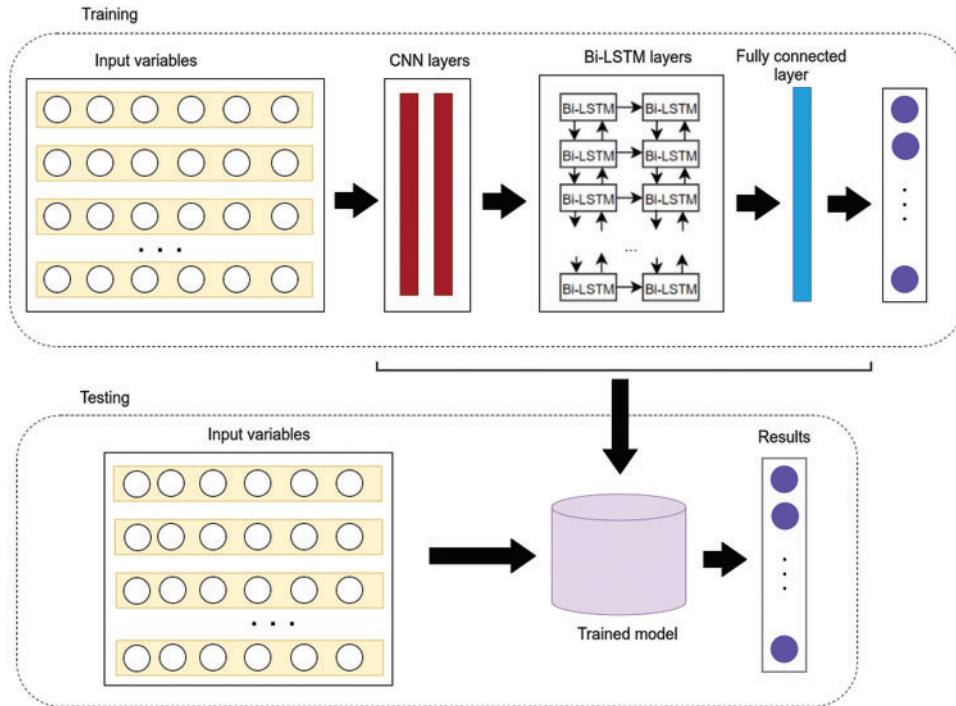 Training
Input variables
CNN layers
Bi-LSTM layers
Fully connected
layer
Bi-LSTM
Bi-LSTM
Bi-LSTM
Bi-LSTM
Bi-LSTM
Bi-LSTM
. . .
...
Bi-LSTM
Bi-LSTM
Testing
Input variables
Results
. . .
Trained model